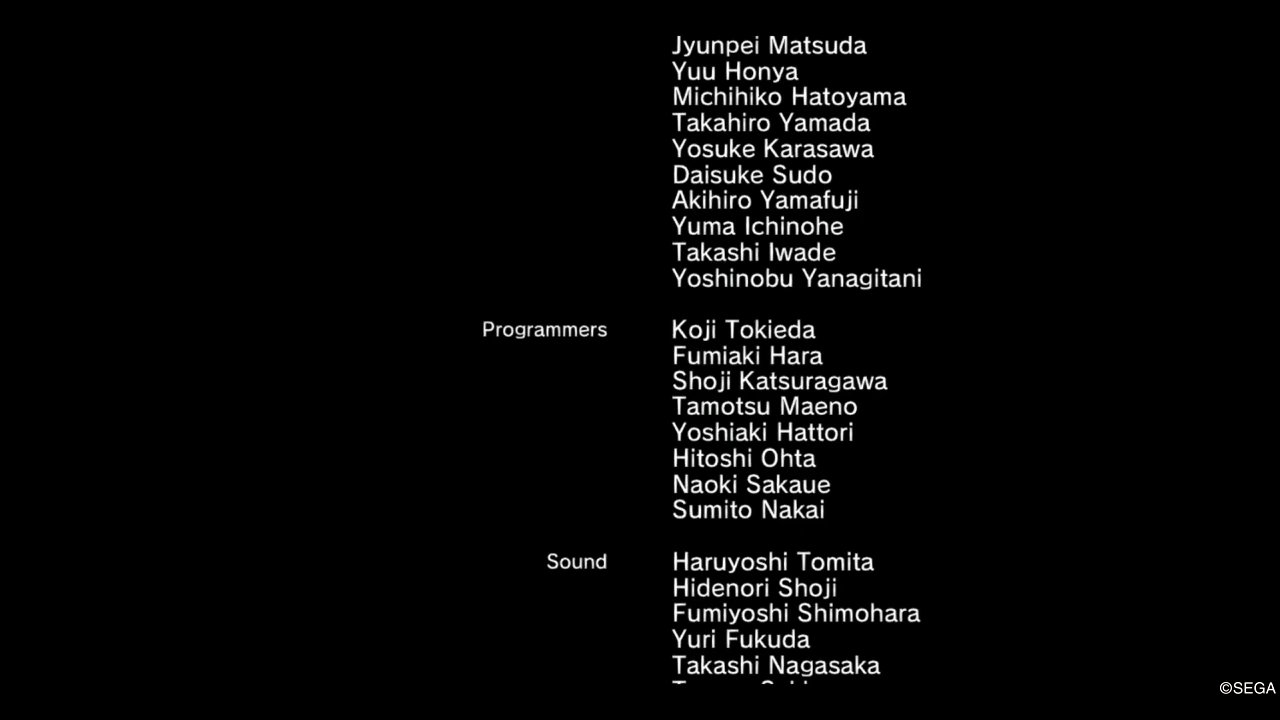 Jyunpei Matsuda
Yuu Honya
Michihiko Hatoyama
Takahiro Yamada
Yosuke Karasawa
Daisuke Sudo
Akihiro Yamafuji
Yuma Ichinohe
Takashi Iwade
Yoshinobu Yanagitani
Programmers Koji Tokieda
Fumiaki Hara
Shoji Katsuragawa
Tamotsu Maeno
Yoshiaki Hattori
Hitoshi Ohta
Naoki Sakaue
Sumito Nakai
Sound Haruyoshi Tomita
Hidenori Shoji
Fumiyoshi Shimohara
Yuri Fukuda
Takashi Nagasaka
©SEGA